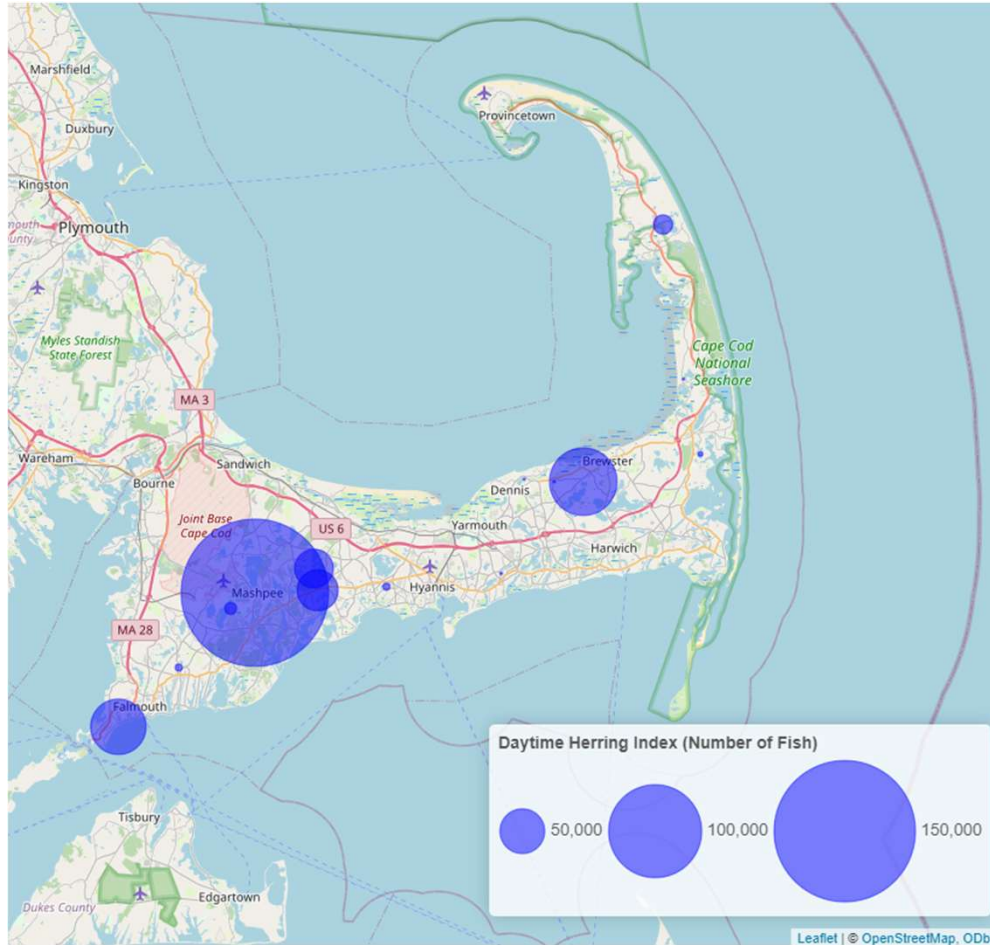 Marshfield
Duxbury
Provincetown
Kingston
Plymouth
Myles Standish
State Forest
Cape Cod
National
Seashore
MA 3
Wareham
Sandwich
Bourne
Brewster
Dennis
Joint Base
Cape Cod
US 6
Yarmouth
Harwich
Hyannis
Mashpee
MA 28
Falmouth
Daytime Herring Index (Number of Fish)
50,000
100,000
150,000
Tisbury
Edgartown
Dukes County
Leaflet | © OpenStreetMap, ODb